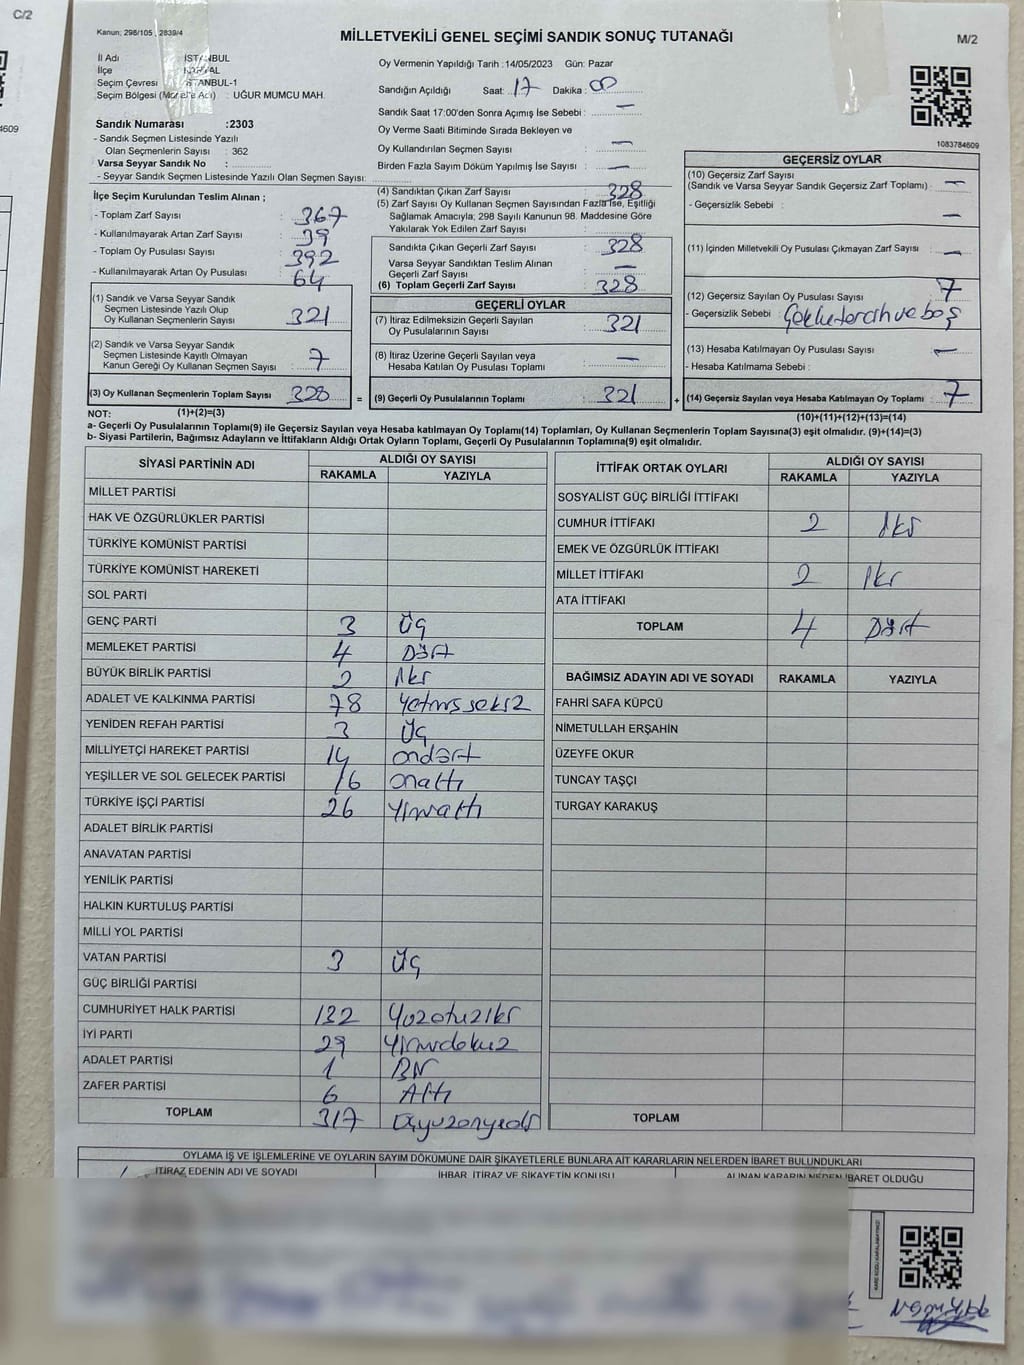 C/2
4609
Kanun; 298/105 , 2839/4
MİLLETVEKİLİ GENEL SEÇİMİ SANDIK SONUÇ TUTANAĞI
M/2
İl Adı : İSTANBUL
İlçe
Seçim Çevresi İSTANBUL-1
Seçim Bölgesi UĞUR MUMCU MAH.
Sandık Numarası :2303
- Sandık Seçmen Listesinde Yazılı
Olan Seçmenlerin Sayısı : 362
Varsa Seyyar Sandık No :
- Seyyar Sandık Seçmen Listesinde Yazılı Olan Seçmen Sayısı:
Oy Vermenin Yapıldığı Tarih :14/05/2023 Gün: Pazar
Sandığın Açıldığı Saat: 17 Dakika : 00
Sandık Saat 17:00'den Sonra Açımış İse Sebebi : —
Oy Verme Saati Bitiminde Sırada Bekleyen ve
Oy Kullandırılan Seçmen Sayısı : —
Birden Fazla Sayım Döküm Yapılmış İse Sayısı : —
1083784609
İlçe Seçim Kurulundan Teslim Alınan ;
- Toplam Zarf Sayısı : 367
- Kullanılmayarak Artan Zarf Sayısı : 39
- Toplam Oy Pusulası Sayısı : 392
- Kullanılmayarak Artan Oy Pusulası : 64
(1) Sandık ve Varsa Seyyar Sandık
Seçmen Listesinde Yazılı Olup
Oy Kullanan Seçmenlerin Sayısı 321
(2) Sandık ve Varsa Seyyar Sandık
Seçmen Listesinde Kayıtlı Olmayan
Kanun Gereği Oy Kullanan Seçmen Sayısı : 7
(3) Oy Kullanan Seçmenlerin Toplam Sayısı 328 =
(4) Sandıktan Çıkan Zarf Sayısı : 328
(5) Zarf Sayısı Oy Kullanan Seçmen Sayısından Fazla İse, Eşitliği
Sağlamak Amacıyla; 298 Sayılı Kanunun 98. Maddesine Göre
Yakılarak Yok Edilen Zarf Sayısı :
Sandıkta Çıkan Geçerli Zarf Sayısı : 328
Varsa Seyyar Sandıktan Teslim Alınan
Geçerli Zarf Sayısı : —
(6) Toplam Geçerli Zarf Sayısı : 328
GEÇERLİ OYLAR
(7) İtiraz Edilmeksizin Geçerli Sayılan
Oy Pusulalarının Sayısı : 321
(8) İtiraz Üzerine Geçerli Sayılan veya
Hesaba Katılan Oy Pusulası Toplamı : —
(9) Geçerli Oy Pusulalarının Toplamı : 321 +
GEÇERSİZ OYLAR
(10) Geçersiz Zarf Sayısı
(Sandık ve Varsa Seyyar Sandık Geçersiz Zarf Toplamı) : —
- Geçersizlik Sebebi : —
(11) İçinden Milletvekili Oy Pusulası Çıkmayan Zarf Sayısı : —
(12) Geçersiz Sayılan Oy Pusulası Sayısı : 7
- Geçersizlik Sebebi : Çoklu tercih ve boş
(13) Hesaba Katılmayan Oy Pusulası Sayısı : —
- Hesaba Katılmama Sebebi :
(14) Geçersiz Sayılan veya Hesaba Katılmayan Oy Toplamı : 7
NOT: (1)+(2)=(3)
(10)+(11)+(12)+(13)=(14)
a- Geçerli Oy Pusulalarının Toplamı(9) ile Geçersiz Sayılan veya Hesaba katılmayan Oy Toplamı(14) Toplamları, Oy Kullanan Seçmenlerin Toplam Sayısına(3) eşit olmalıdır. (9)+(14)=(3)
b- Siyasi Partilerin, Bağımsız Adayların ve İttifakların Aldığı Ortak Oyların Toplamı, Geçerli Oy Pusulalarının Toplamına(9) eşit olmalıdır.
SİYASİ PARTİNİN ADI ALDIĞI OY SAYISI
RAKAMLA YAZIYLA
MİLLET PARTİSİ
HAK VE ÖZGÜRLÜKLER PARTİSİ
TÜRKİYE KOMÜNİST PARTİSİ
TÜRKİYE KOMÜNİST HAREKETİ
SOL PARTİ
GENÇ PARTİ 3 Üç
MEMLEKET PARTİSİ 4 Dört
BÜYÜK BİRLİK PARTİSİ 2 İki
ADALET VE KALKINMA PARTİSİ 78 Yetmişsekiz
YENİDEN REFAH PARTİSİ 3 Üç
MİLLİYETÇİ HAREKET PARTİSİ 14 ondört
YEŞİLLER VE SOL GELECEK PARTİSİ 16 onaltı
TÜRKİYE İŞÇİ PARTİSİ 26 Yirmialtı
ADALET BİRLİK PARTİSİ
ANAVATAN PARTİSİ
YENİLİK PARTİSİ
HALKIN KURTULUŞ PARTİSİ
MİLLİ YOL PARTİSİ
VATAN PARTİSİ 3 Üç
GÜÇ BİRLİĞİ PARTİSİ
CUMHURİYET HALK PARTİSİ 132 Yüzotuziki
İYİ PARTİ 29 Yirmidokuz
ADALET PARTİSİ 1 Bir
ZAFER PARTİSİ 6 Altı
TOPLAM 317 Üçyüzonyedi
İTTİFAK ORTAK OYLARI ALDIĞI OY SAYISI
RAKAMLA YAZIYLA
SOSYALİST GÜÇ BİRLİĞİ İTTİFAKI
CUMHUR İTTİFAKI 2 İki
EMEK VE ÖZGÜRLÜK İTTİFAKI
MİLLET İTTİFAKI 2 İki
ATA İTTİFAKI
TOPLAM 4 Dört
BAĞIMSIZ ADAYIN ADI VE SOYADI RAKAMLA YAZIYLA
FAHRİ SAFA KÜPCÜ
NİMETULLAH ERŞAHİN
ÜZEYFE OKUR
TUNCAY TAŞÇI
TURGAY KARAKUŞ
TOPLAM
OYLAMA İŞ VE İŞLEMLERİNE VE OYLARIN SAYIM DÖKÜMÜNE DAİR ŞİKAYETLERLE BUNLARA AİT KARARLARIN NELERDEN İBARET BULUNDUKLARI
İTİRAZ EDENİN ADI VE SOYADI İHBAR, İTİRAZ VE ŞİKAYETİN KONUSU ALINAN KARARIN NEDEN İBARET OLDUĞU